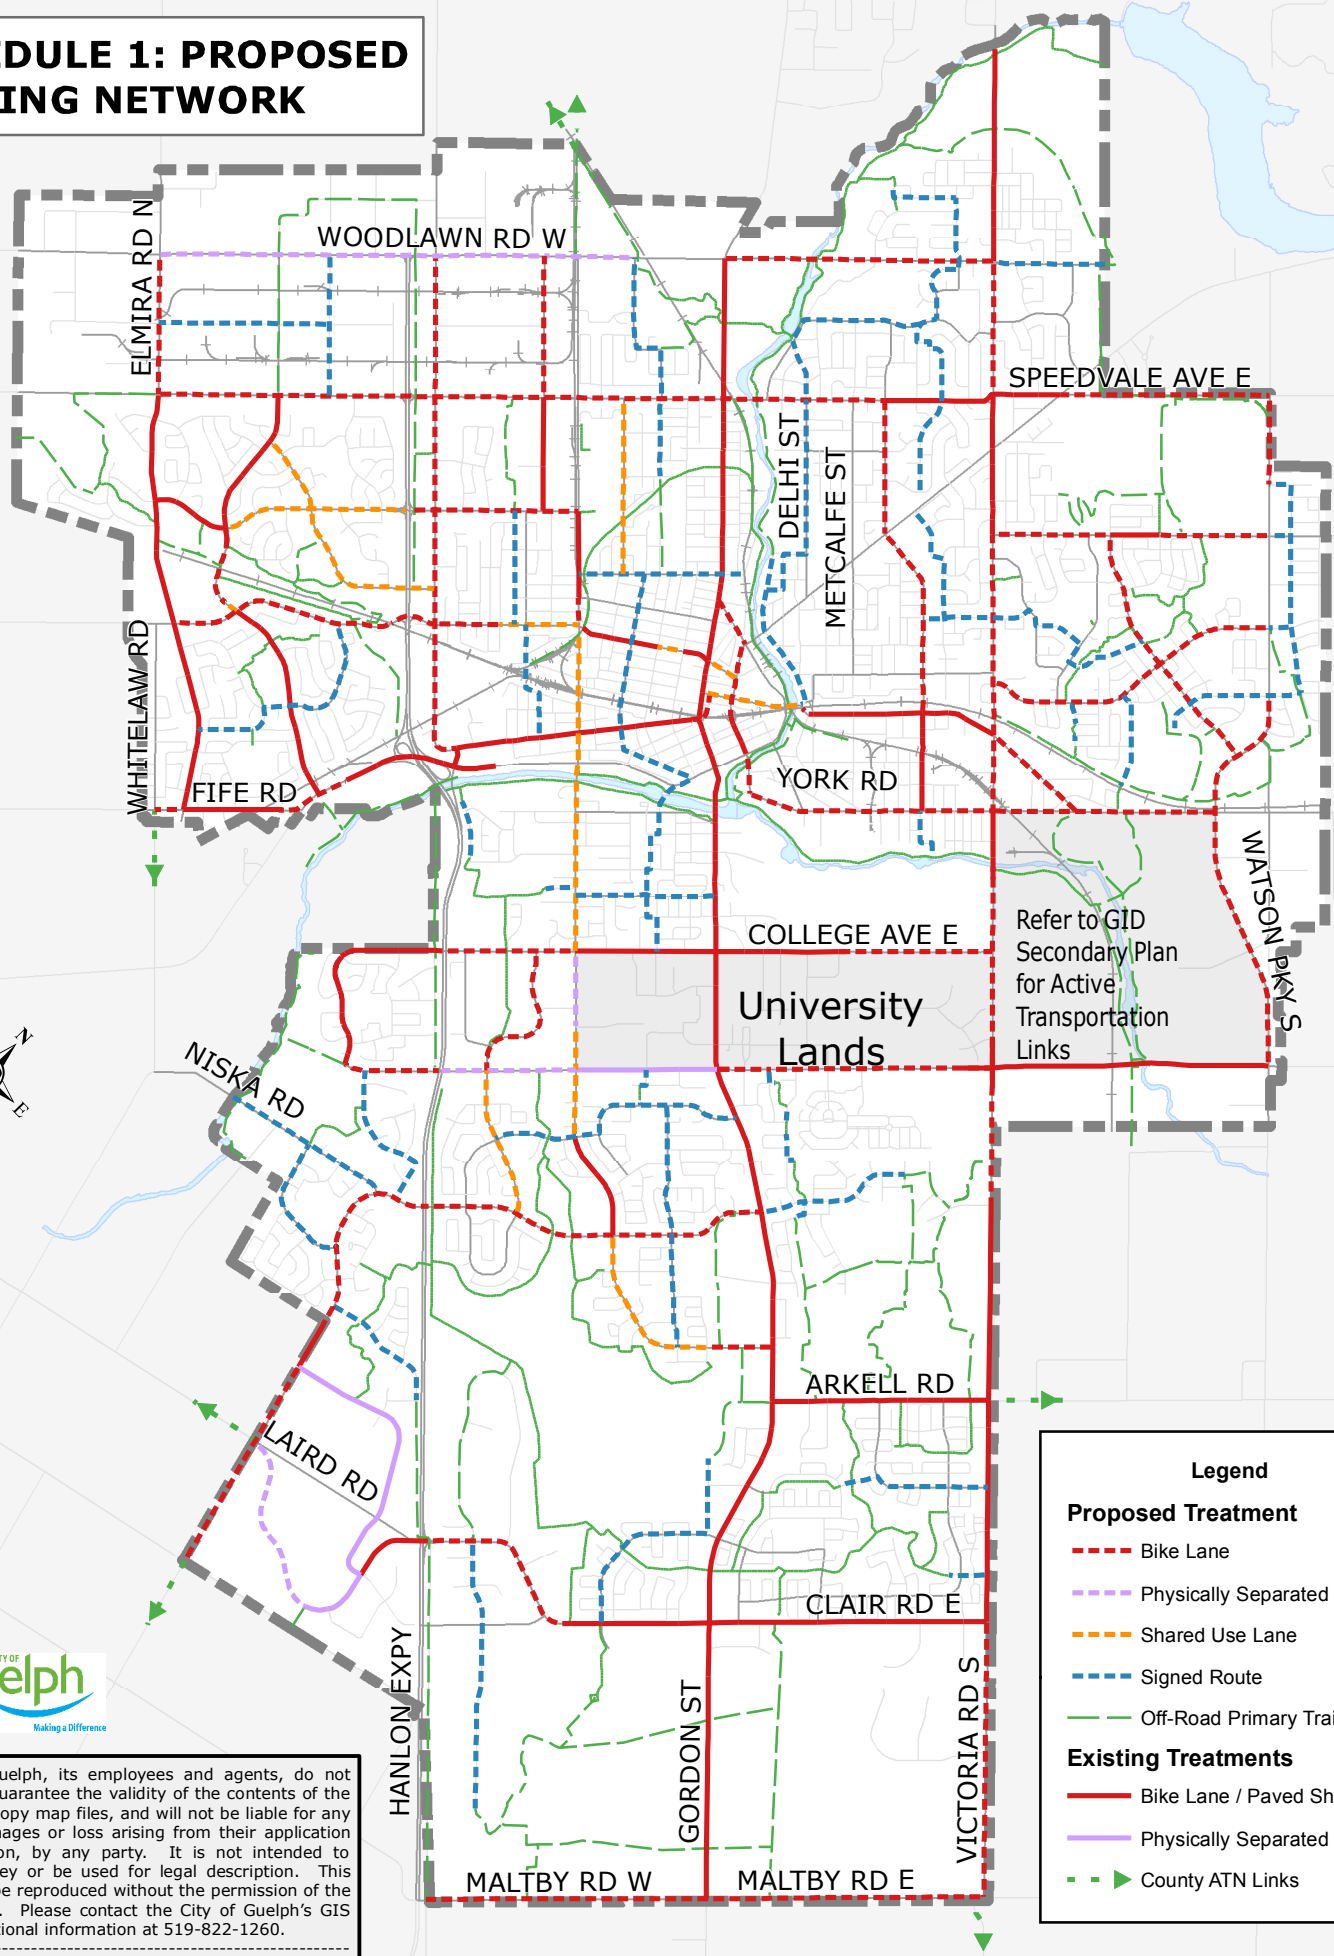 EDULE 1: PROPOSED
ING NETWORK
ELMIRA RD N
WOODLAWN RD W
SPEEDVALE AVE E
DELHI ST
METCALFE ST
WHITELAW RD
FIFE RD
YORK RD
WATSON PKY S
COLLEGE AVE E
Refer to GID
Secondary Plan
for Active
Transportation
Links
University
Lands
N
E
NISKA RD
ARKELL RD
LAIRD RD
CLAIR RD E
HANLON EXPY
GORDON ST
VICTORIA RD S
MALTBY RD W
MALTBY RD E
Legend
Proposed Treatment
Bike Lane
Physically Separated
Shared Use Lane
Signed Route
Off-Road Primary Trai
Existing Treatments
Bike Lane / Paved Sh
Physically Separated
County ATN Links
TY OF
elph
Making a Difference
uelph, its employees and agents, do not
uarantee the validity of the contents of the
opy map files, and will not be liable for any
nages or loss arising from their application
on, by any party. It is not intended to
ey or be used for legal description. This
be reproduced without the permission of the
. Please contact the City of Guelph's GIS
tional information at 519-822-1260.